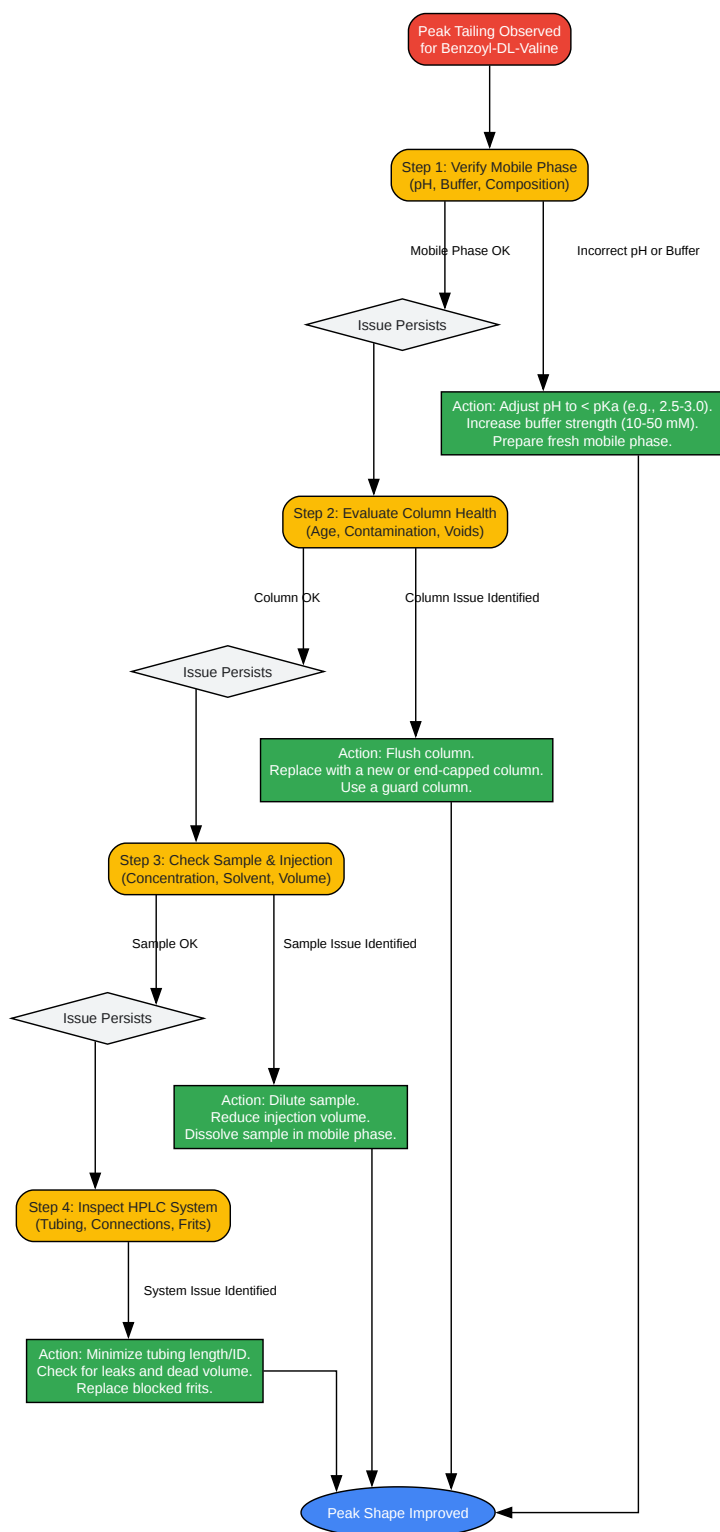 Peak Tailing Observed
for Benzoyl-DL-Valine
Step 1: Verify Mobile Phase
(pH, Buffer, Composition)
Mobile Phase OK
Incorrect pH or Buffer
Issue Persists
Action: Adjust pH to < pKa (e.g., 2.5-3.0).
Increase buffer strength (10-50 mM).
Prepare fresh mobile phase.
Step 2: Evaluate Column Health
(Age, Contamination, Voids)
Column OK
Column Issue Identified
Issue Persists
Action: Flush column.
Replace with a new or end-capped column.
Use a guard column.
Step 3: Check Sample & Injection
(Concentration, Solvent, Volume)
Sample OK
Sample Issue Identified
Issue Persists
Action: Dilute sample.
Reduce injection volume.
Dissolve sample in mobile phase.
Step 4: Inspect HPLC System
(Tubing, Connections, Frits)
System Issue Identified
Action: Minimize tubing length/ID.
Check for leaks and dead volume.
Replace blocked frits.
Peak Shape Improved